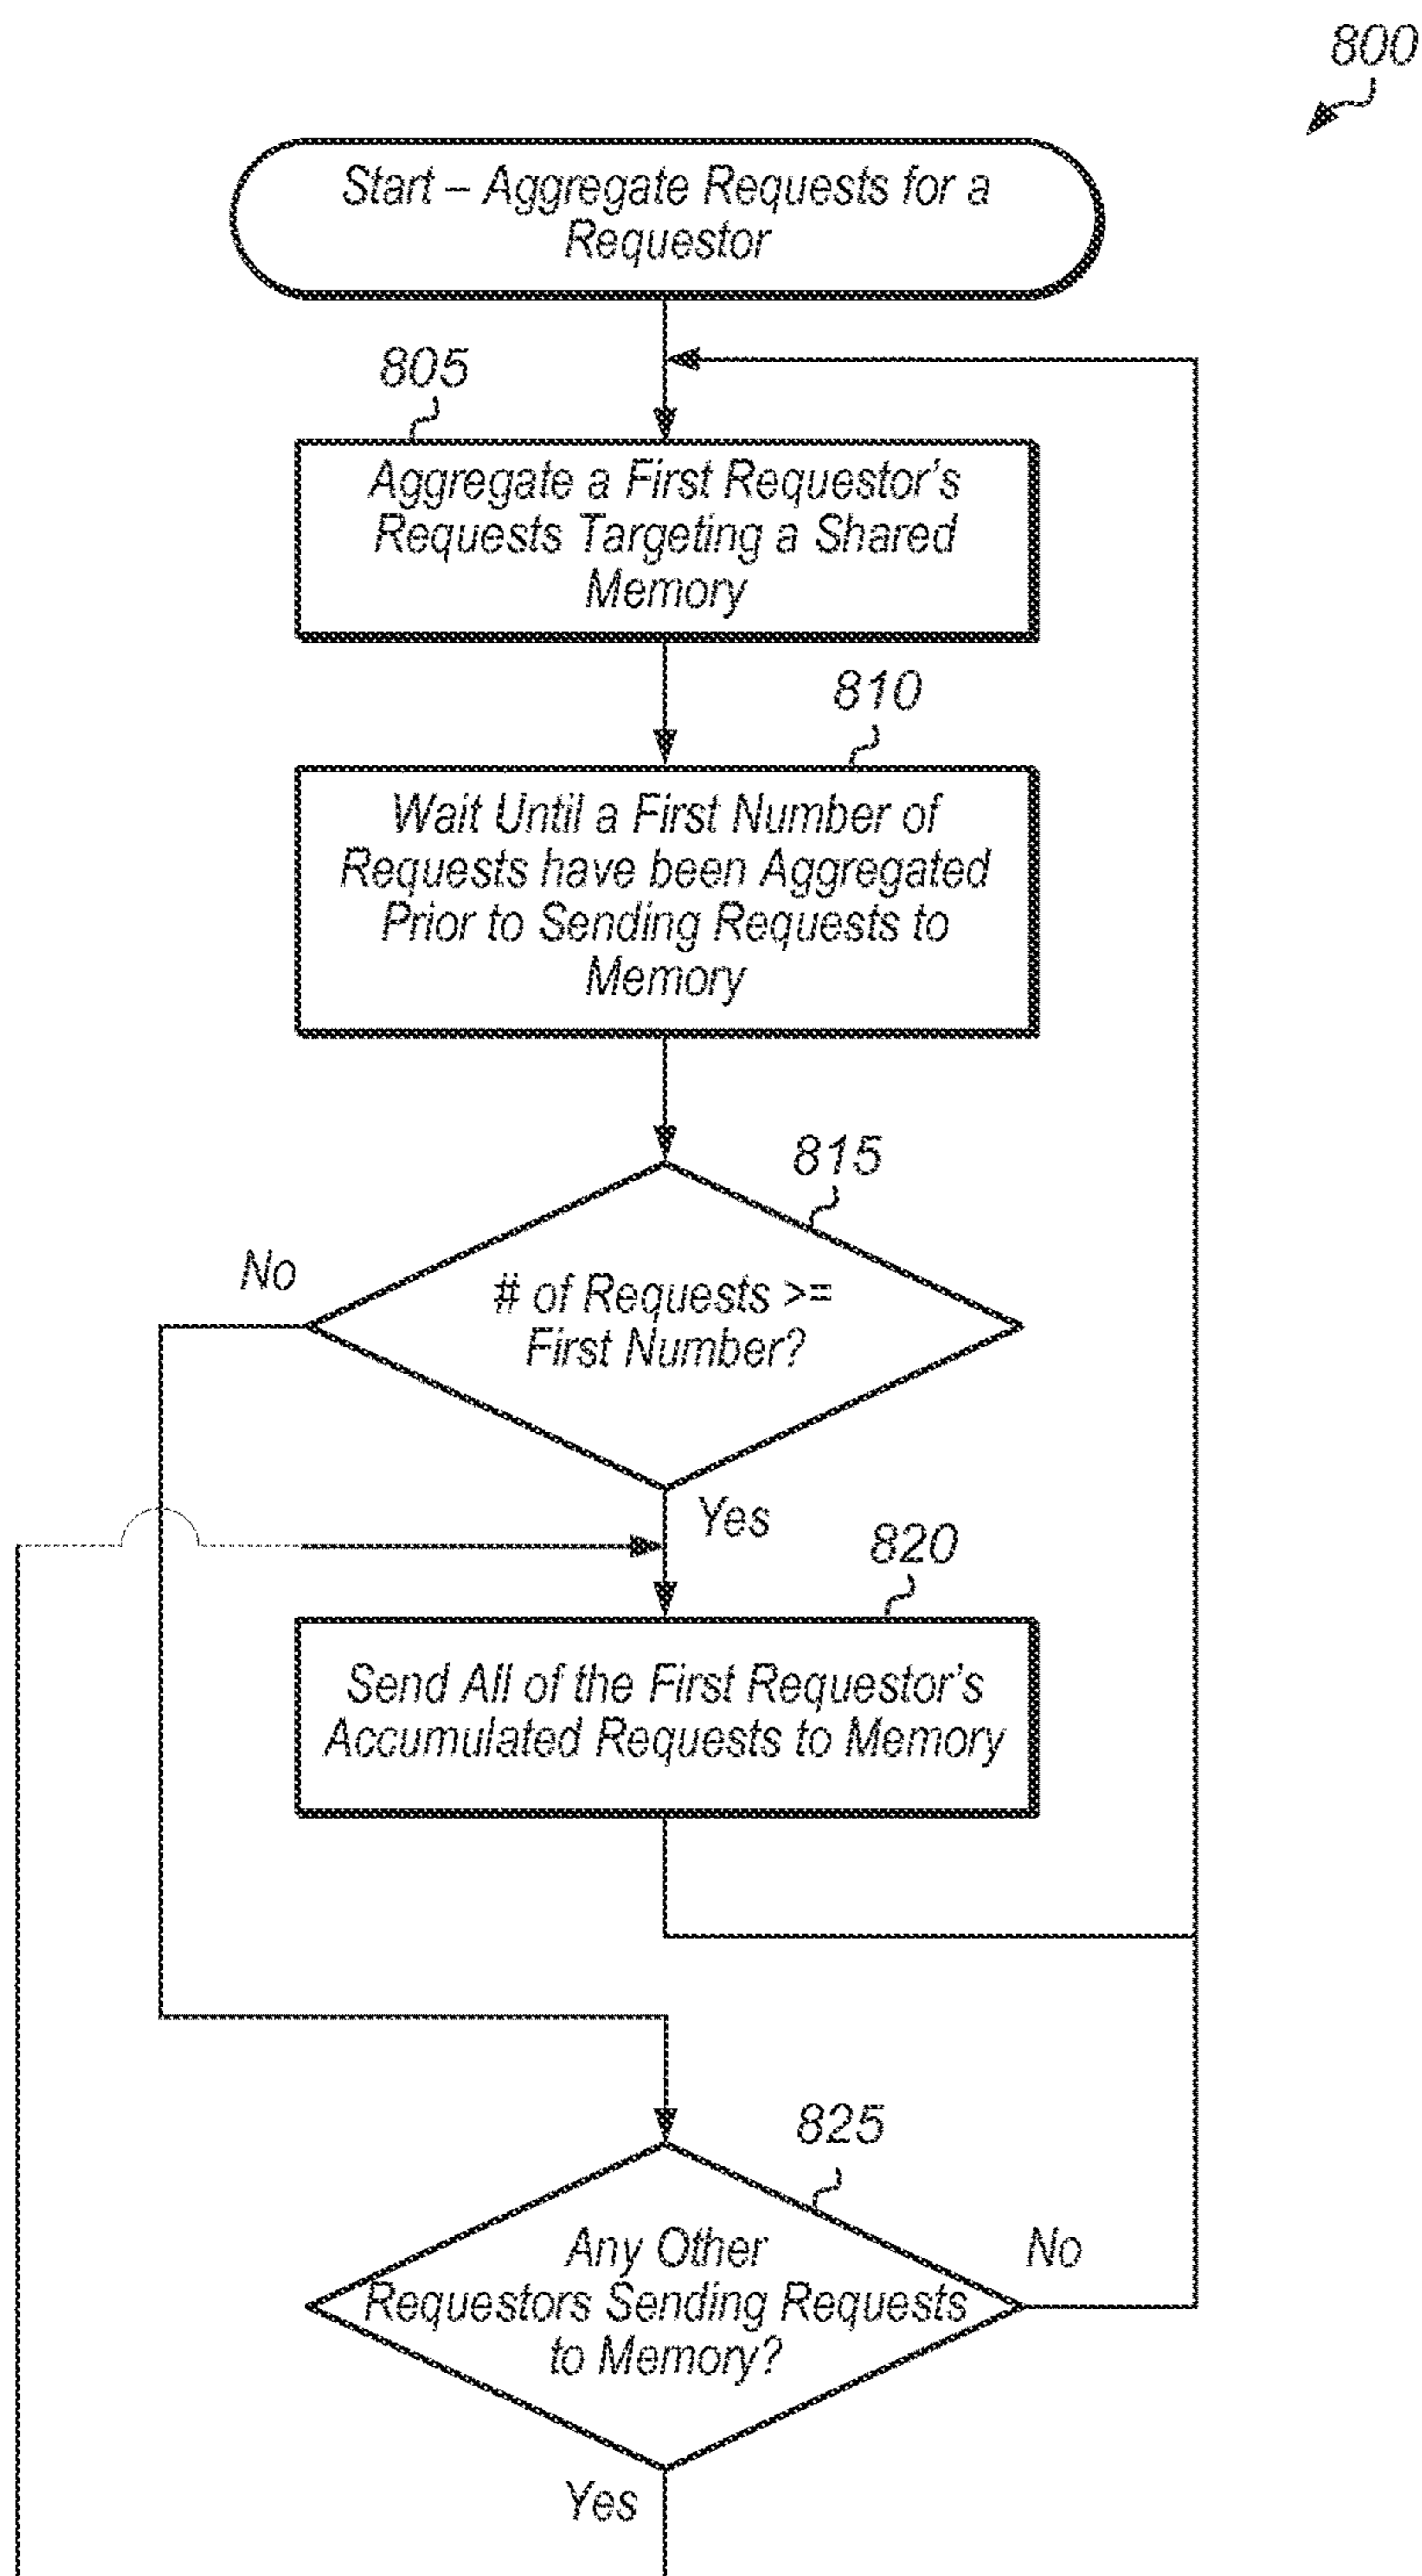 800
Start – Aggregate Requests for a
Requestor
805
Aggregate a First Requestor's
Requests Targeting a Shared
Memory
810
Wait Until a First Number of
Requests have been Aggregated
Prior to Sending Requests to
Memory
815
No
# of Requests >=
First Number?
Yes
820
Send All of the First Requestor's
Accumulated Requests to Memory
825
Any Other
Requestors Sending Requests
to Memory?
No
Yes